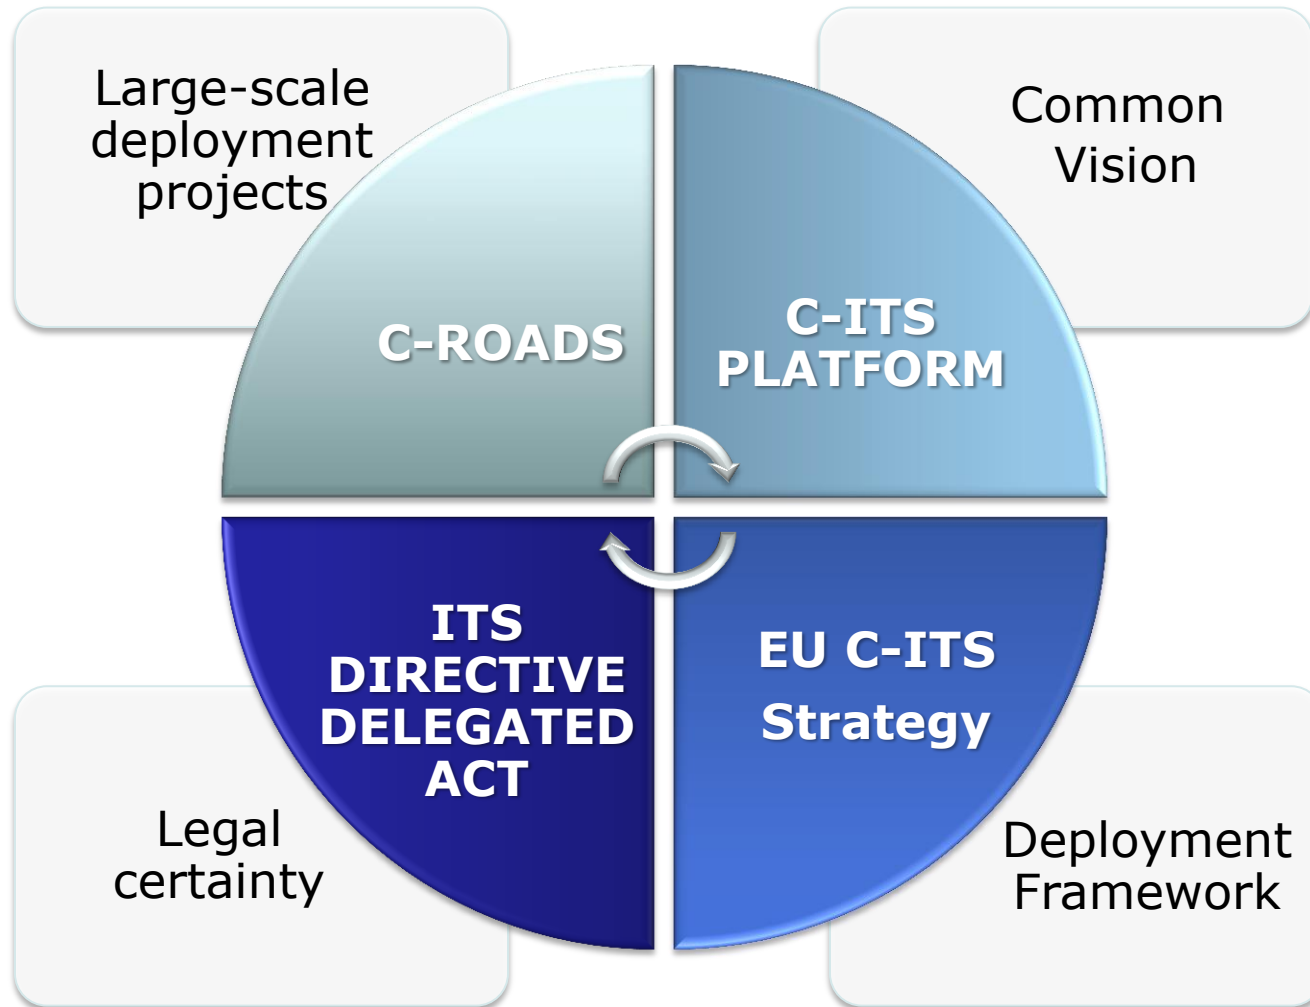 Large-scale
deployment
projects
Common
Vision
C-ROADS
C-ITS
PLATFORM
ITS
DIRECTIVE
DELEGATED
ACT
EU C-ITS
Strategy
Legal
certainty
Deployment
Framework